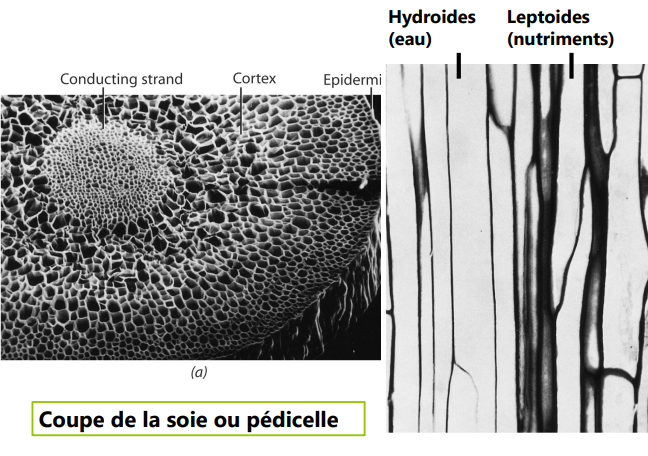 Hydroides
(eau)
Leptoides
(nutriments)
Conducting strand
Cortex
Epidermi
(a)
Coupe de la soie ou pédicelle